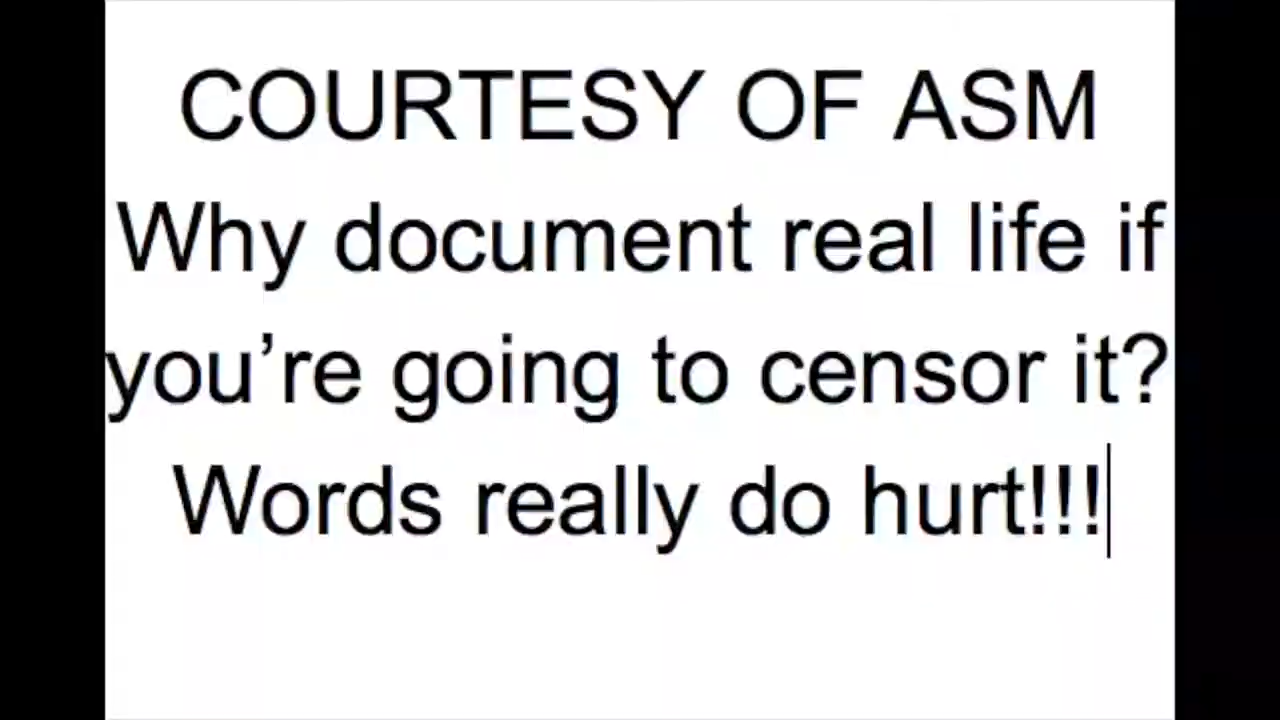 COURTESY OF ASM
Why document real life if
you’re going to censor it?
Words really do hurt!!!